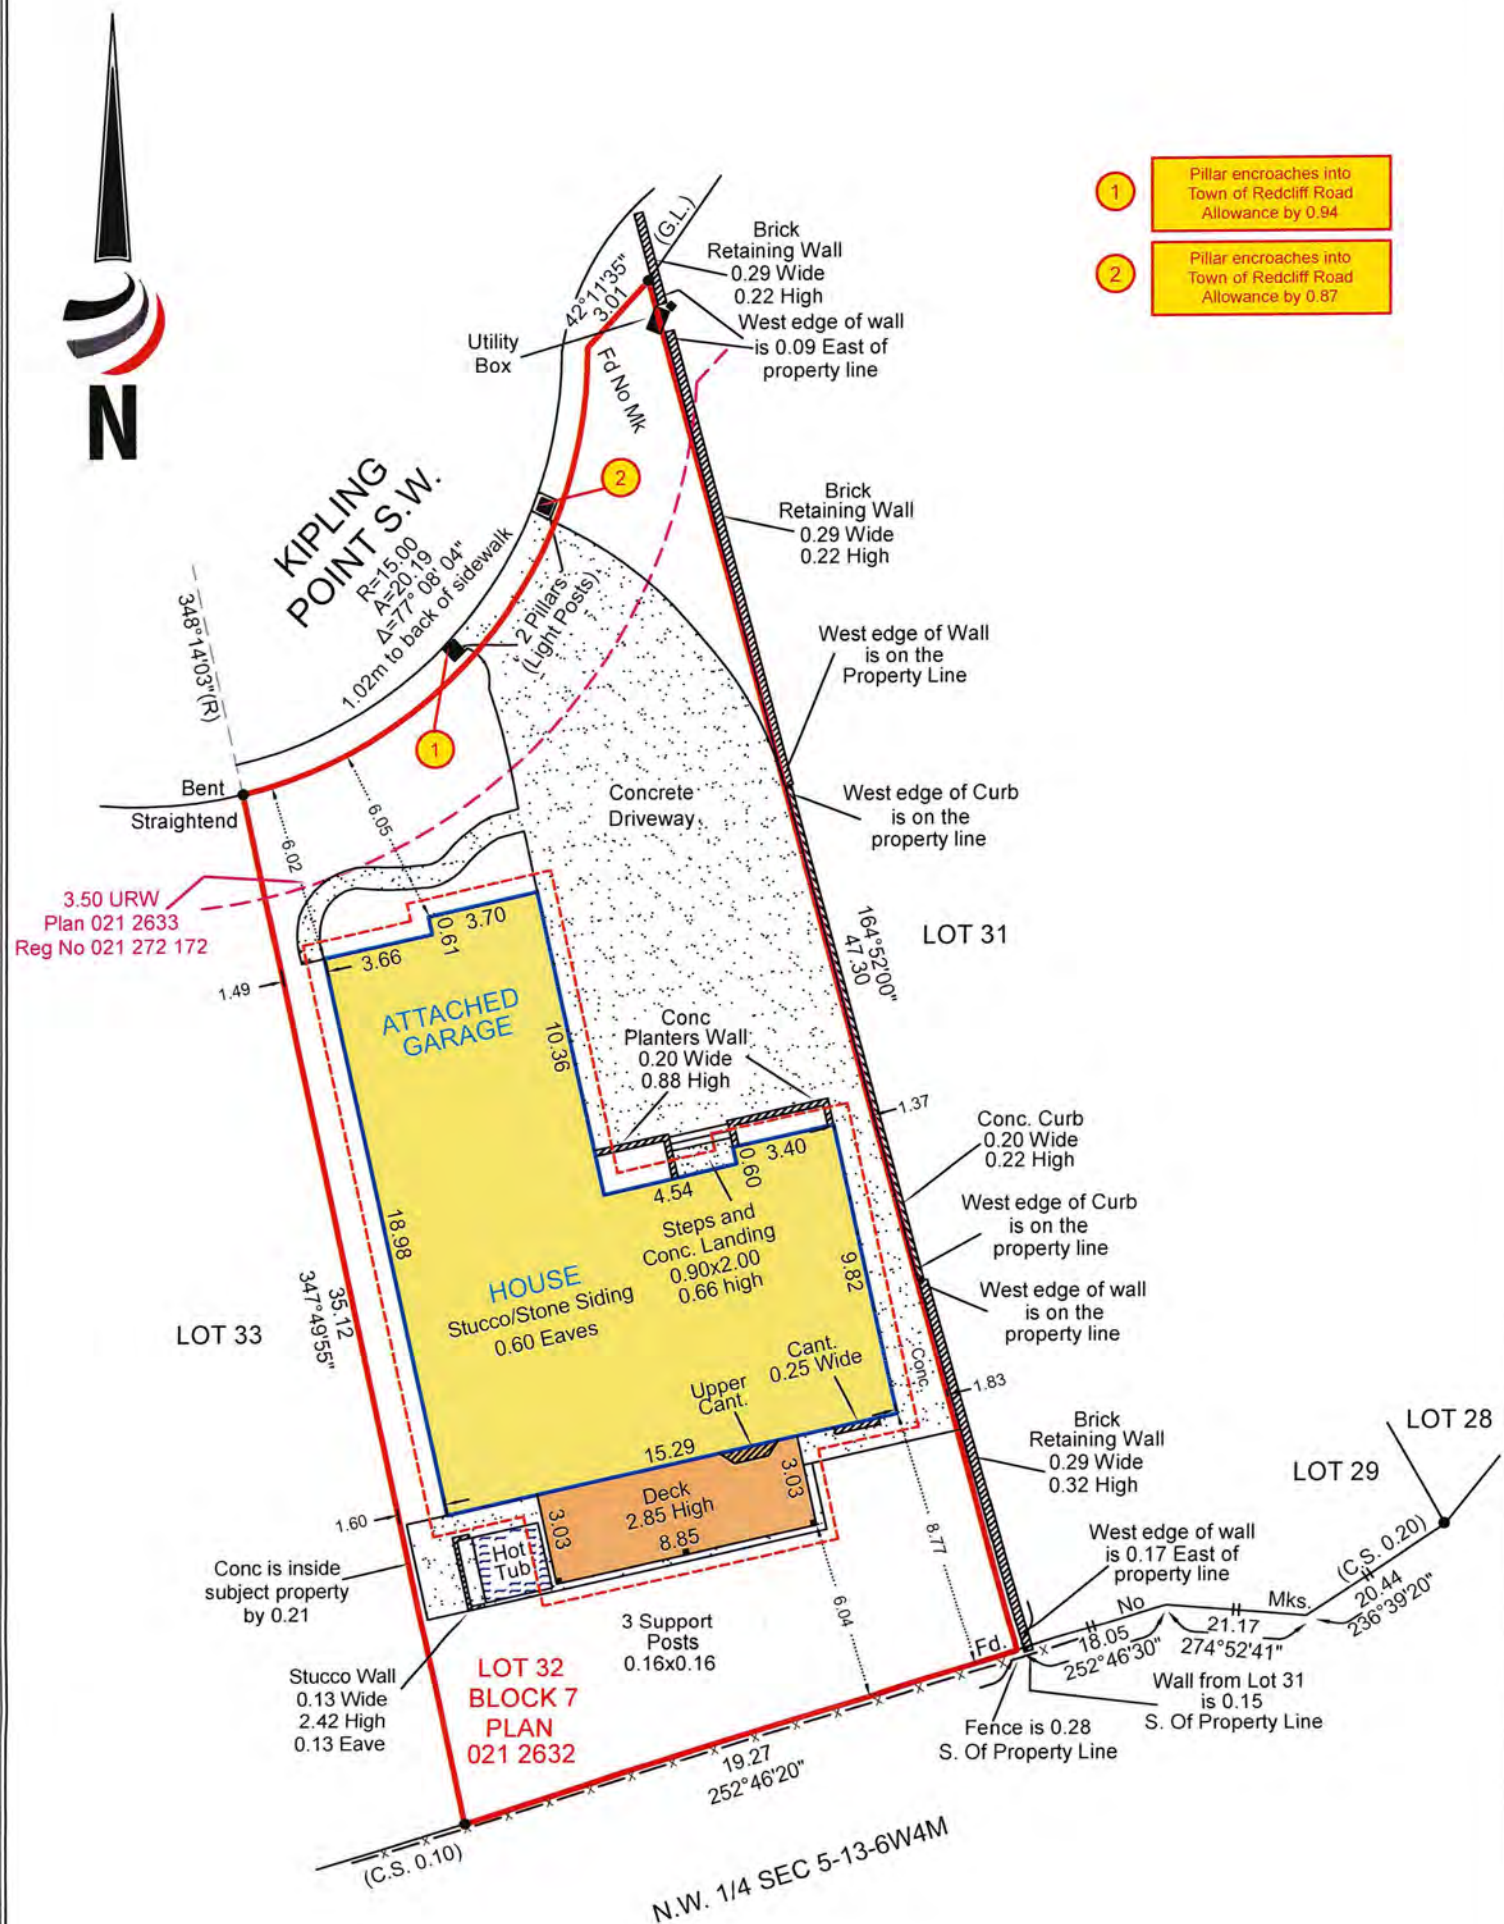 N
1
Pillar encroaches into
Town of Redcliff Road
Allowance by 0.94
2
Pillar encroaches into
Town of Redcliff Road
Allowance by 0.87
(G.L.)
Brick
Retaining Wall
0.29 Wide
0.22 High
42°11'35"
3.01
West edge of wall
is 0.09 East of
property line
Utility
Box
Fd No Mk
KIPLING
POINT S.W.
R=15.00
A=20.19
Δ=77° 08' 04"
1.02m to back of sidewalk
2
Brick
Retaining Wall
0.29 Wide
0.22 High
348°14'03"(R)
2 Pillars
(Light Posts)
West edge of Wall
is on the
Property Line
1
Bent
Straightend
6.02
6.05
Concrete
Driveway
West edge of Curb
is on the
property line
3.50 URW
Plan 021 2633
Reg No 021 272 172
3.70
0.61
3.66
LOT 31
164°52'00"
47.30
1.49
ATTACHED
GARAGE
10.36
Conc
Planters Wall
0.20 Wide
0.88 High
1.37
Conc. Curb
0.20 Wide
0.22 High
3.40
0.60
4.54
18.98
Steps and
Conc. Landing
0.90x2.00
0.66 high
9.82
West edge of Curb
is on the
property line
HOUSE
Stucco/Stone Siding
0.60 Eaves
LOT 33
35.12
347°49'55"
West edge of wall
is on the
property line
Cant.
0.25 Wide
Conc
Upper
Cant.
1.83
15.29
Brick
Retaining Wall
0.29 Wide
0.32 High
LOT 28
LOT 29
3.03
Deck
2.85 High
8.85
3.03
1.60
8.77
Hot
Tub
Conc is inside
subject property
by 0.21
6.04
West edge of wall
is 0.17 East of
property line
(C.S. 0.20)
20.44
236°39'20"
No
Mks.
18.05
252°46'30"
21.17
274°52'41"
Fd.
3 Support
Posts
0.16x0.16
Stucco Wall
0.13 Wide
2.42 High
0.13 Eave
LOT 32
BLOCK 7
PLAN
021 2632
Wall from Lot 31
is 0.15
S. Of Property Line
Fence is 0.28
S. Of Property Line
19.27
252°46'20"
(C.S. 0.10)
N.W. 1/4 SEC 5-13-6W4M